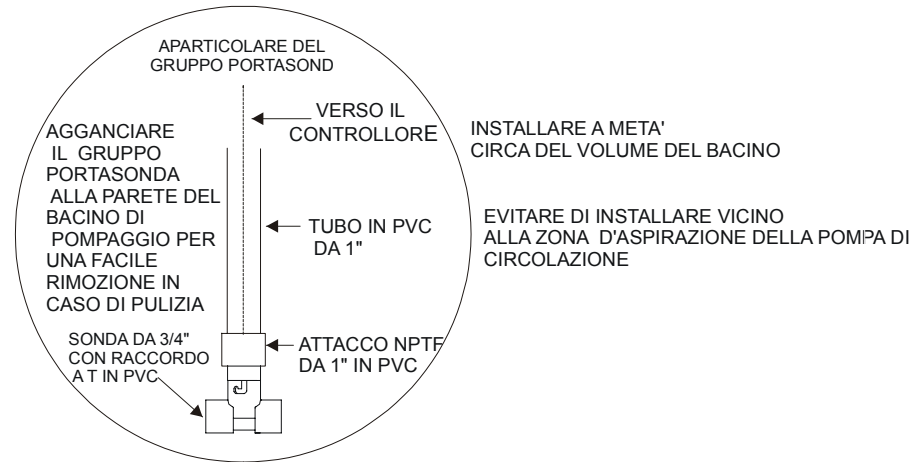 APARTICOLARE DEL
GRUPPO PORTASOND
VERSO IL
CONTROLLORE
AGGANCIARE
IL GRUPPO
PORTASONDA
ALLA PARETE DEL
BACINO DI
POMPAGGIO PER
UNA FACILE
RIMOZIONE IN
CASO DI PULIZIA
TUBO IN PVC
DA 1"
SONDA DA 3/4"
CON RACCORDO
A T IN PVC
ATTACCO NPTF
DA 1" IN PVC
INSTALLARE A META'
CIRCA DEL VOLUME DEL BACINO
EVITARE DI INSTALLARE VICINO
ALLA ZONA D'ASPIRAZIONE DELLA POMPA DI
CIRCOLAZIONE